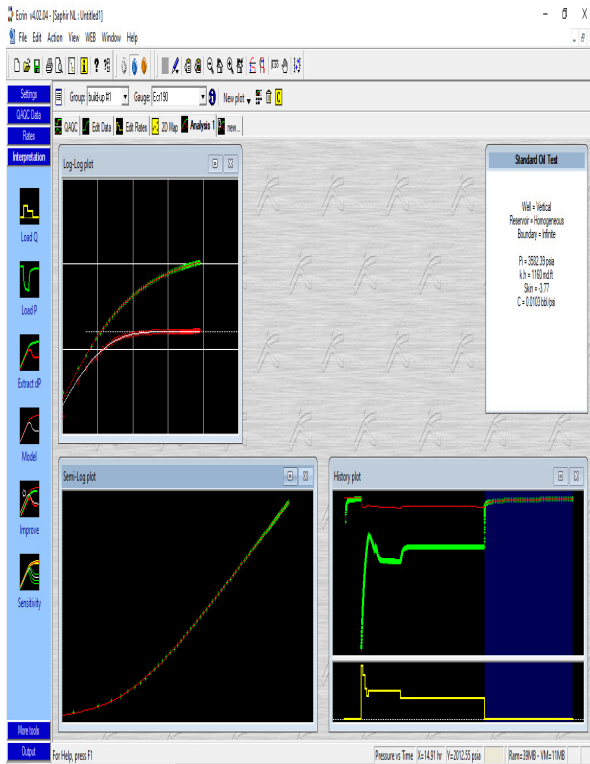 Ecrin v4.02.04 - [Saphir NL : Untitled1]
File Edit Action View WEB Window Help
Settings
QAQC Data
Rates
Interpretation
Load Q
Load P
Extract dP
Model
Improve
Sensitivity
More tools
Output
Group: build-up #1 Gauge: Ecr190 New plot
QAQC Edit Data Edit Rates 2D Map Analysis 1 new...
Log-Log plot
Standard Oil Test
Well = Vertical
Reservoir = Homogeneous
Boundary = Infinite
Pi = 3582.39 psia
k.h = 1160 md.ft
Skin = -3.77
C = 0.0103 bbl/psi
Semi-Log plot
History plot
For Help, press F1
Pressure vs Time X=14.91 hr Y=2012.55 psia Ram=39MB - VM=11MB